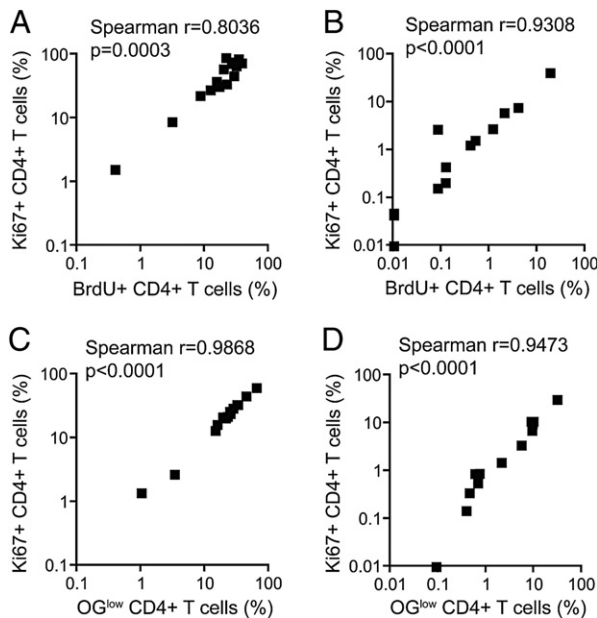 A
Spearman r=0.8036
p=0.0003
Ki67+ CD4+ T cells (%)
100
10
1
0.1
0.1
1
10
100
BrdU+ CD4+ T cells (%)
B
Spearman r=0.9308
p<0.0001
Ki67+ CD4+ T cells (%)
100
10
1
0.1
0.01
0.01
0.1
1
10
100
BrdU+ CD4+ T cells (%)
C
Spearman r=0.9868
p<0.0001
Ki67+ CD4+ T cells (%)
100
10
1
0.1
0.1
1
10
100
OG^low CD4+ T cells (%)
D
Spearman r=0.9473
p<0.0001
Ki67+ CD4+ T cells (%)
100
10
1
0.1
0.01
0.01
0.1
1
10
100
OG^low CD4+ T cells (%)